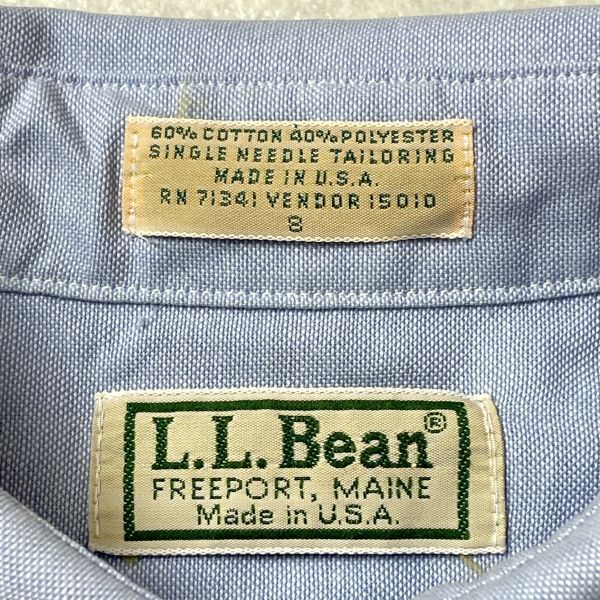 60% COTTON 40% POLYESTER
SINGLE NEEDLE TAILORING
MADE IN U.S.A.
RN 71341 VENDOR 15010
8
L.L.Bean®
FREEPORT, MAINE
Made in U.S.A.